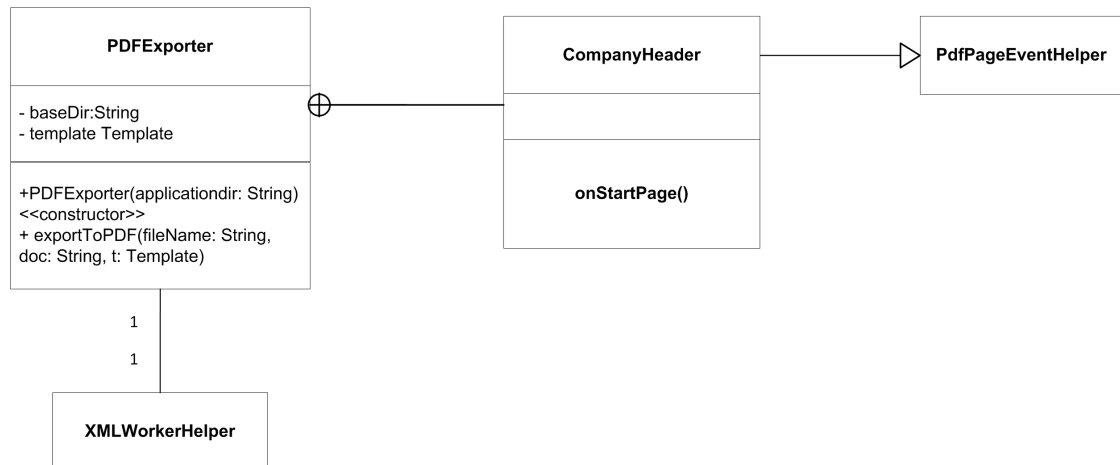 PDFExporter
- baseDir:String
- template Template
+PDFExporter(applicationdir: String)
<<constructor>>
+ exportToPDF(fileName: String,
doc: String, t: Template)
CompanyHeader
onStartPage()
PdfPageEventHelper
1
1
XMLWorkerHelper